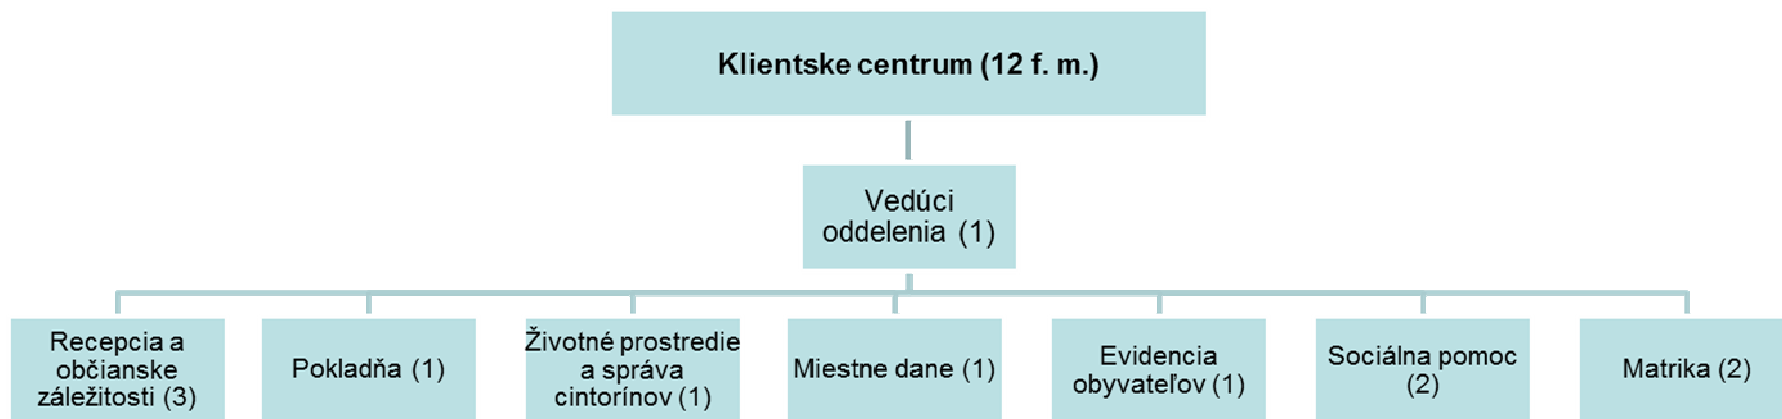 Klientske centrum (12 f. m.)
Vedúci
oddelenia (1)
Recepcia a
občianske
záležitosti (3)
Pokladňa (1)
Životné prostredie
a správa
cintorínov (1)
Miestne dane (1)
Evidencia
obyvateľov (1)
Sociálna pomoc
(2)
Matrika (2)